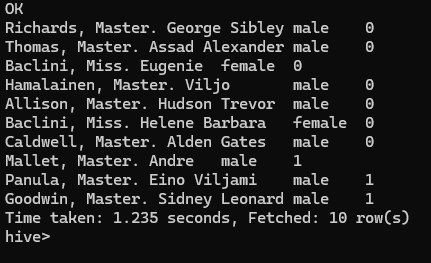 OK
Richards, Master. George Sibley male    0
Thomas, Master. Assad Alexander male    0
Baclini, Miss. Eugenie  female  0
Hamalainen, Master. Viljo       male    0
Allison, Master. Hudson Trevor  male    0
Baclini, Miss. Helene Barbara   female  0
Caldwell, Master. Alden Gates   male    0
Mallet, Master. Andre   male    1
Panula, Master. Eino Viljami    male    1
Goodwin, Master. Sidney Leonard male    1
Time taken: 1.235 seconds, Fetched: 10 row(s)
hive>